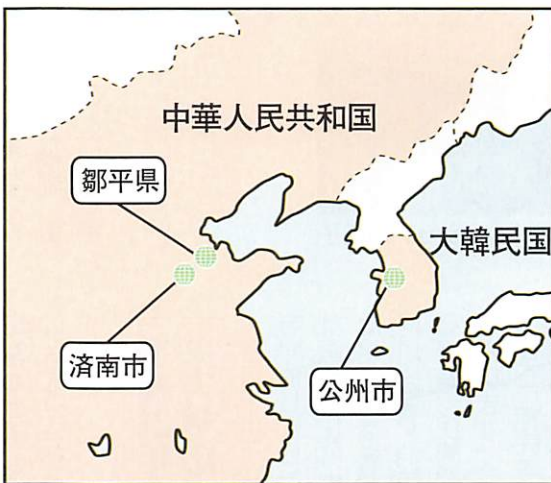 中華人民共和国
鄒平県
大韓民国
済南市
公州市